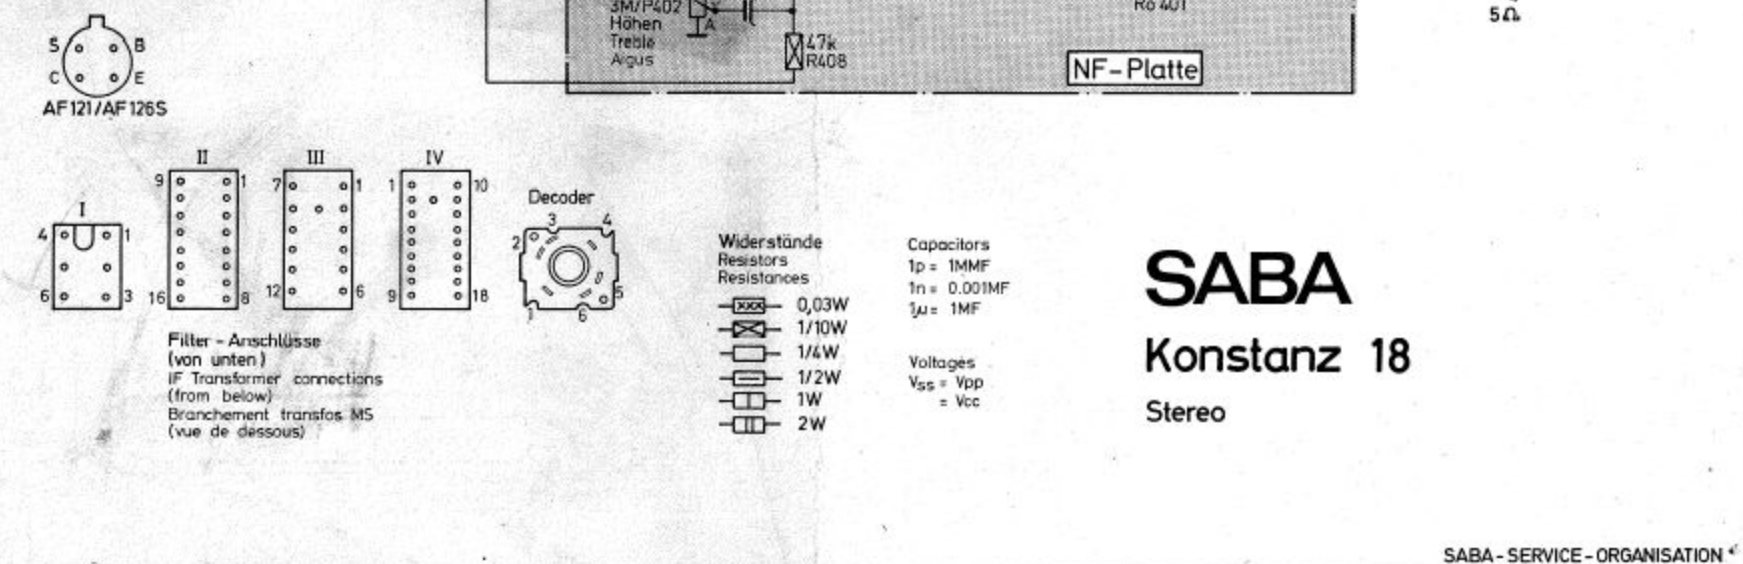 3M/P402
Höhen
Treble
Aigus
A
47k
R408
Rö 401
5Ω
NF-Platte
S B
C E
AF121/AF126S
I
4 1
6 3
II
9 1
16 8
III
7 1
12 6
IV
1 10
9 18
Decoder
3 4
2
5
1 6
Filter - Anschlüsse
(von unten)
IF Transformer connections
(from below)
Branchement transfos MS
(vue de dessous)
Widerstände
Resistors
Resistances
0,03W
1/10W
1/4W
1/2W
1W
2W
Capacitors
1p = 1MMF
1n = 0.001MF
1µ = 1MF
Voltages
Vss = Vpp
= Vcc
SABA
Konstanz 18
Stereo
SABA-SERVICE-ORGANISATION